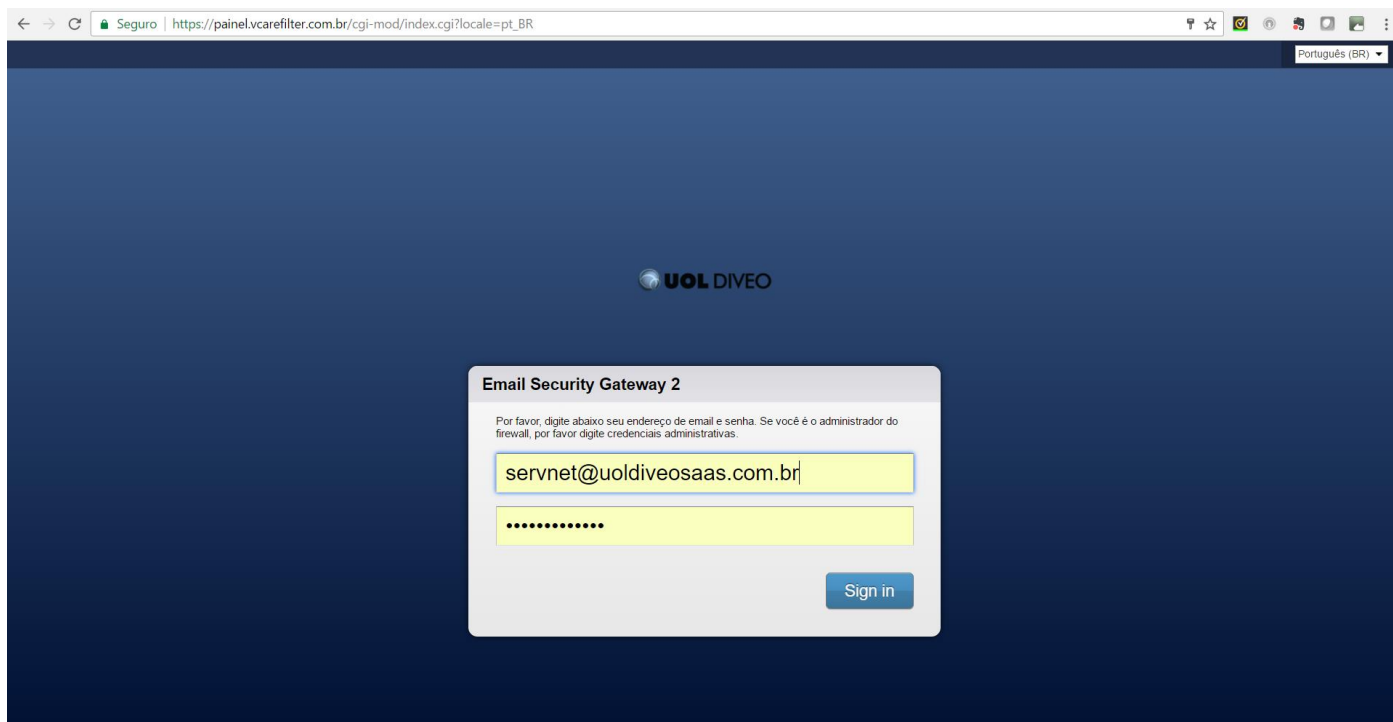 Seguro | https://painel.vcarefilter.com.br/cgi-mod/index.cgi?locale=pt_BR
Português (BR)
UOL DIVEO
Email Security Gateway 2
Por favor, digite abaixo seu endereço de email e senha. Se você é o administrador do
firewall, por favor digite credenciais administrativas.
servnet@uoldiveosaas.com.br
•••••••••••••
Sign in